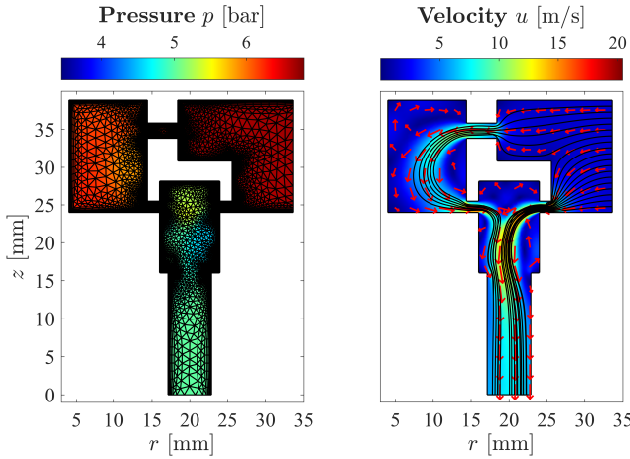 Pressure p [bar]
4 5 6
Velocity u [m/s]
5 10 15 20
z [mm]
35
30
25
20
15
10
5
0
5 10 15 20 25 30 35
r [mm]
5 10 15 20 25 30 35
r [mm]